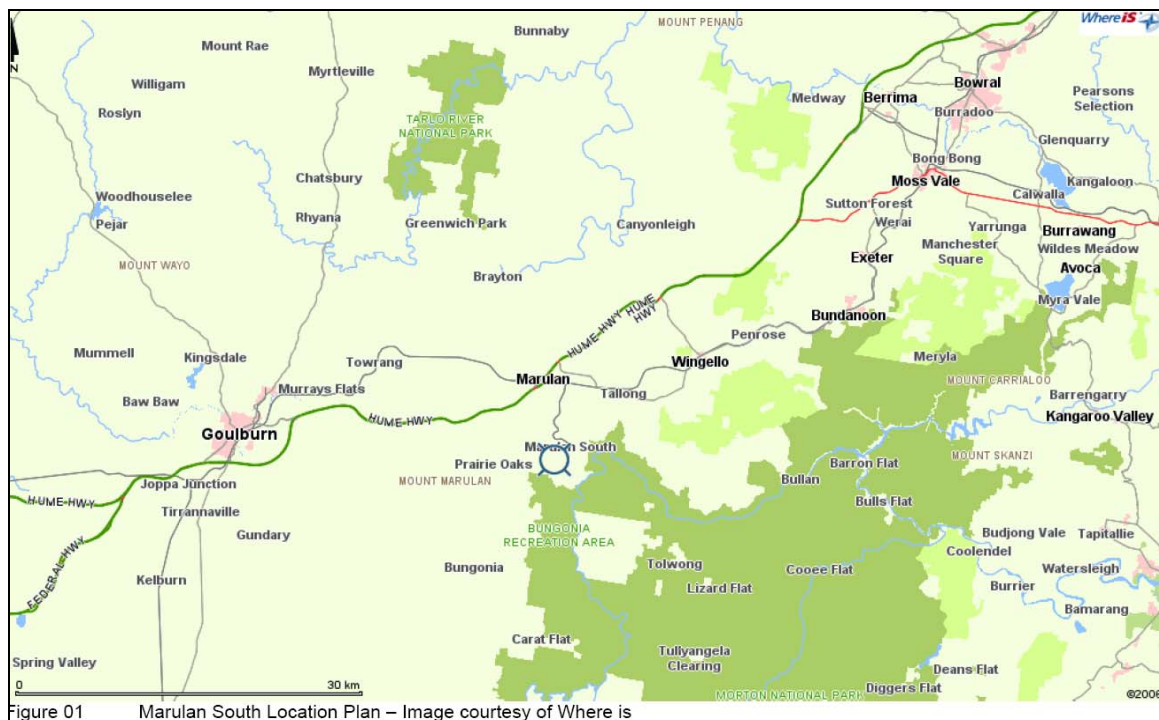 MOUNT PENANG
Where iS
Bunnaby
Mount Rae
Myrtleville
Bowral
Willigam
Medway
Berrima
Pearsons
Selection
Roslyn
Burradoo
TARLO RIVER
NATIONAL PARK
Glenquarry
Bong Bong
Chatsbury
Moss Vale
Kangaloon
Woodhouselee
Calwalla
Sutton Forest
Rhyana
Greenwich Park
Canyonleigh
Pejar
Werai
Yarrunga
Burrawang
Manchester
Square
Wildes Meadow
Exeter
MOUNT WAYO
Brayton
Avoca
Myra Vale
HUME HWY
HUME
HWY
Bundanoon
Penrose
Mummell
Kingsdale
Towrang
Wingello
Meryla
Marulan
MOUNT CARRIALOO
Murrays Flats
Tallong
Barrengarry
Baw Baw
HUME HWY
Kangaroo Valley
Goulburn
Marulan South
Prairie Oaks
MOUNT SKANZI
Barron Flat
MOUNT MARULAN
Bullan
Joppa Junction
HUME HWY
Bulls Flat
Tirrannaville
BUNGONIA
RECREATION AREA
Gundary
Budjong Vale
Tapitallie
Coolendel
FEDERAL HWY
Kelburn
Bungonia
Tolwong
Cooee Flat
Watersleigh
Lizard Flat
Burrier
Bamarang
Carat Flat
Tullyangela
Clearing
Spring Valley
Deans Flat
Diggers Flat
MORTON NATIONAL PARK
0 30 km
©2006
Figure 01 Marulan South Location Plan – Image courtesy of Where is